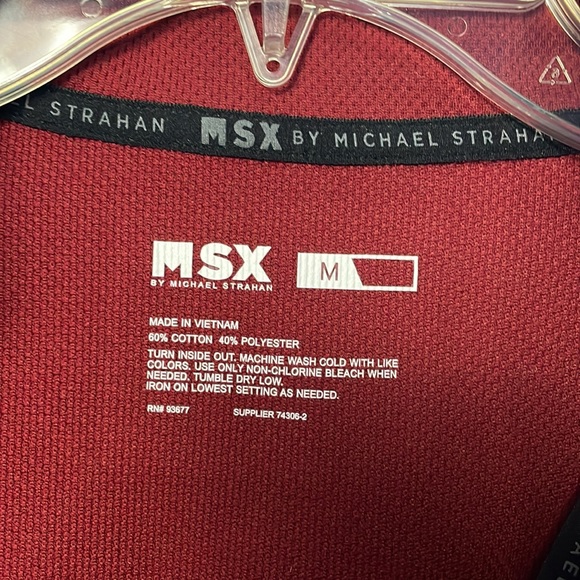 STRAHAN MSX BY MICHAEL STRAHA
MSX M
BY MICHAEL STRAHAN
MADE IN VIETNAM
60% COTTON 40% POLYESTER
TURN INSIDE OUT. MACHINE WASH COLD WITH LIKE
COLORS. USE ONLY NON-CHLORINE BLEACH WHEN
NEEDED. TUMBLE DRY LOW.
IRON ON LOWEST SETTING AS NEEDED.
RN# 93677 SUPPLIER 74306-2